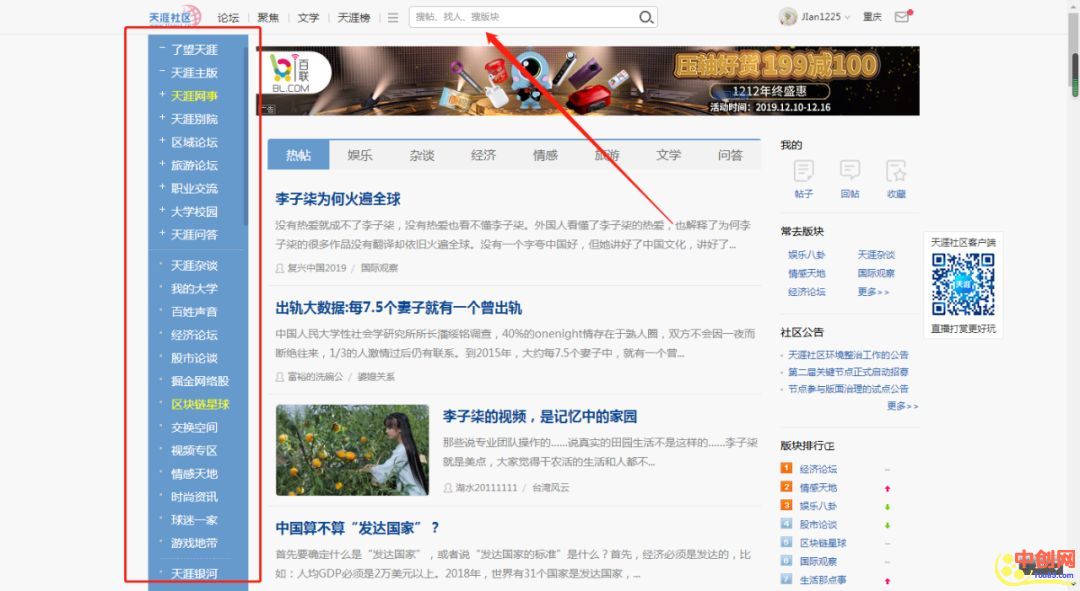 天涯社区
论坛 聚焦 文学 天涯榜
搜帖、找人、搜版块
JIan1225 重庆
了望天涯
天涯主版
天涯网事
天涯别院
区域论坛
旅游论坛
职业交流
大学校园
天涯问答
天涯杂谈
我的大学
百姓声音
经济论坛
股市论谈
掘金网络股
区块链星球
交换空间
视频专区
情感天地
时尚资讯
球迷一家
游戏地带
天涯银河
百联
BL.COM
广告
压轴好货 199减100
1212年终盛惠
活动时间：2019.12.10-12.16
热帖 娱乐 杂谈 经济 情感 旅游 文学 问答
李子柒为何火遍全球
没有热爱就成不了李子柒，没有热爱也看不懂李子柒。外国人看懂了李子柒的热爱，也解释了为何李
子柒的很多作品没有翻译却依旧火遍全球。没有一个字夸中国好，但她讲好了中国文化，讲好了...
复兴中国2019 / 国际观察
出轨大数据:每7.5个妻子就有一个曾出轨
中国人民大学性社会学研究所所长潘绥铭调查，40%的onenight情存在于熟人圈，双方不会因一夜而
断绝往来，1/3的人激情过后仍有联系。到2015年，大约每7.5个妻子中，就有一个曾...
富裕的洗碗公 / 婆媳关系
李子柒的视频，是记忆中的家园
那些说专业团队操作的......说真实的田园生活不是这样的......李子柒
就是美点，大家觉得干农活的生活和人都不...
湖水20111111 / 台湾风云
中国算不算“发达国家”？
首先要确定什么是“发达国家”，或者说“发达国家的标准”是什么？首先，经济必须是发达的，比
如：人均GDP必须是2万美元以上。2018年，世界有31个国家是发达国家，...
我的
帖子 回帖 收藏
常去版块
娱乐八卦 天涯杂谈
情感天地 国际观察
经济论坛 更多>>
社区公告
天涯社区环境整治工作的公告
第二届关键节点正式启动招募
节点参与版面治理的试点公告
更多>>
版块排行
1 经济论坛 --
2 情感天地
3 娱乐八卦
4 股市论谈
5 区块链星球 --
6 国际观察 --
7 生活那点事
天涯社区客户端
天涯
直播打赏更好玩
中创网